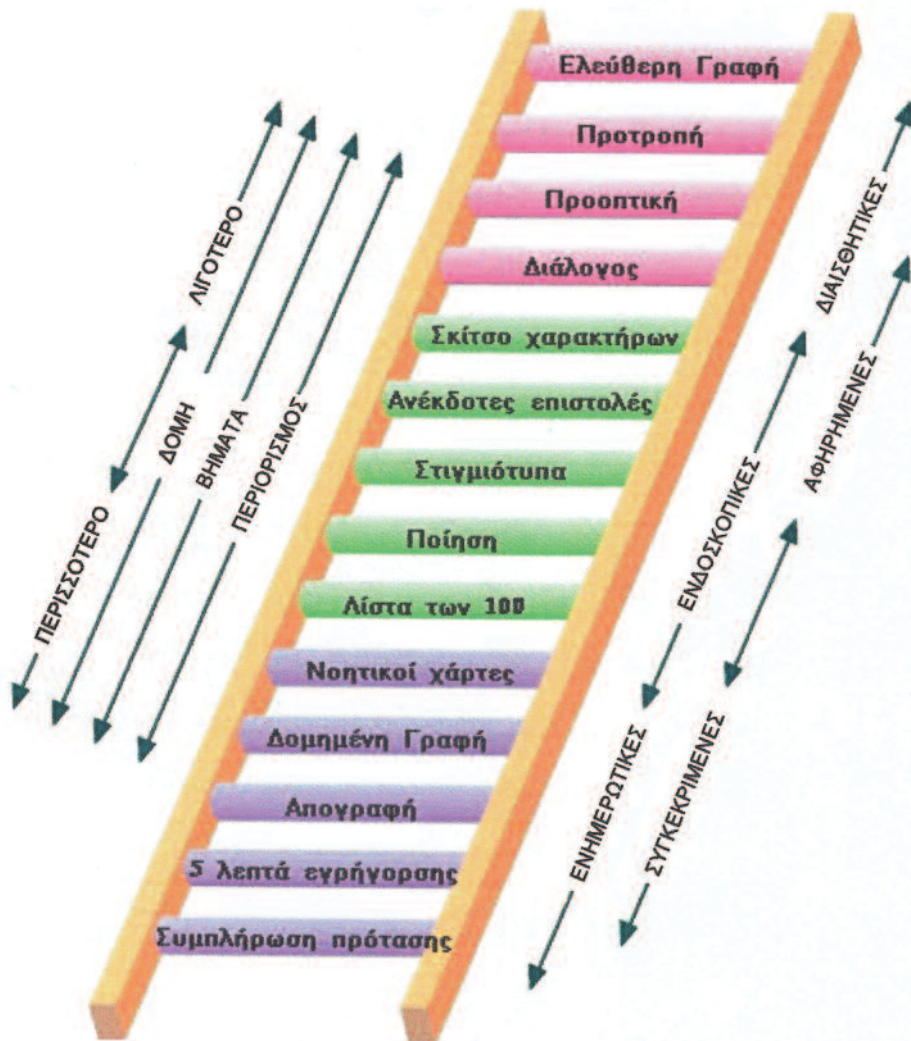 Ελεύθερη Γραφή
Προτροπή
Προοπτική
Διάλογος
Σκίτσο χαρακτήρων
Ανέκδοτες επιστολές
Στιγμιότυπα
Ποίηση
Λίστα των 100
Νοητικοί χάρτες
Δομημένη Γραφή
Απογραφή
5 λεπτά εγρήγορσης
Συμπλήρωση πρότασης
ΛΙΓΟΤΕΡΟ
ΠΕΡΙΣΣΟΤΕΡΟ
ΔΟΜΗ
ΒΗΜΑΤΑ
ΠΕΡΙΟΡΙΣΜΟΣ
ΔΙΑΙΣΘΗΤΙΚΕΣ
ΕΝΔΟΣΚΟΠΙΚΕΣ
ΕΝΗΜΕΡΩΤΙΚΕΣ
ΑΦΗΡΗΜΕΝΕΣ
ΣΥΓΚΕΚΡΙΜΕΝΕΣ